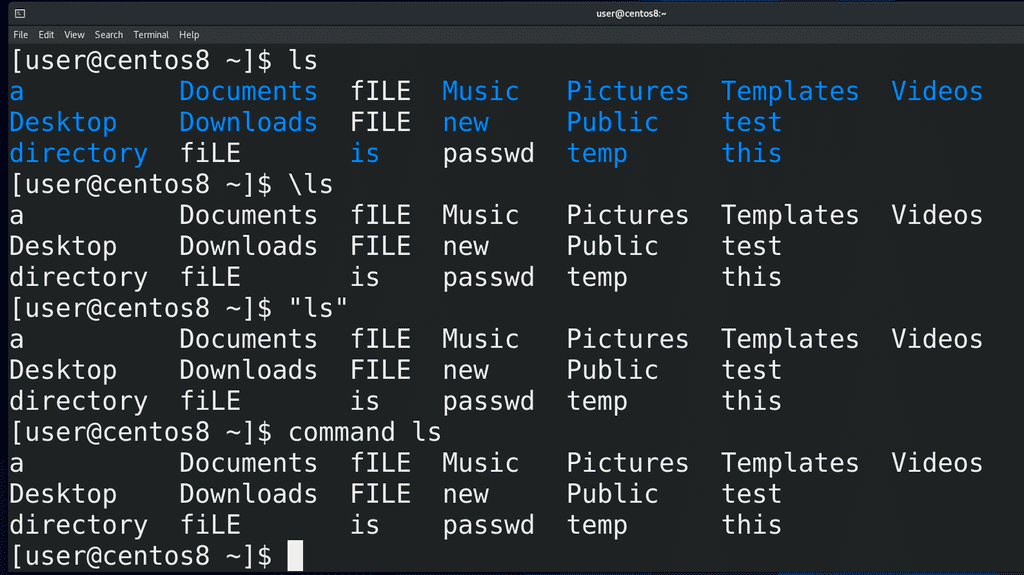 user@centos8:~
File Edit View Search Terminal Help
[user@centos8 ~]$ ls
a Documents fILE Music Pictures Templates Videos
Desktop Downloads FILE new Public test
directory fiLE is passwd temp this
[user@centos8 ~]$ \ls
a Documents fILE Music Pictures Templates Videos
Desktop Downloads FILE new Public test
directory fiLE is passwd temp this
[user@centos8 ~]$ "ls"
a Documents fILE Music Pictures Templates Videos
Desktop Downloads FILE new Public test
directory fiLE is passwd temp this
[user@centos8 ~]$ command ls
a Documents fILE Music Pictures Templates Videos
Desktop Downloads FILE new Public test
directory fiLE is passwd temp this
[user@centos8 ~]$